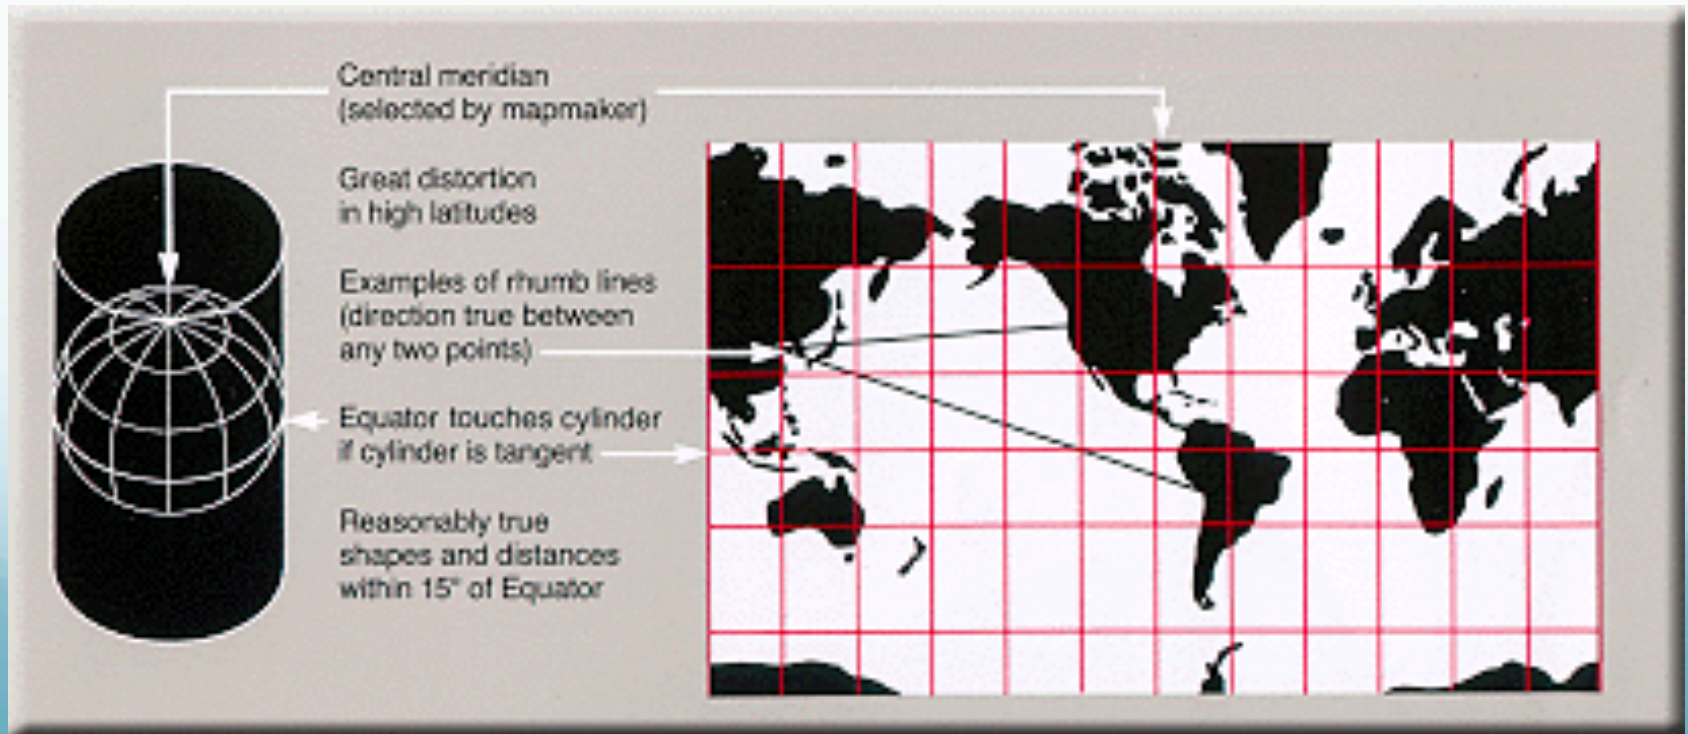 Central meridian
(selected by mapmaker)
Great distortion
in high latitudes
Examples of rhumb lines
(direction true between
any two points)
Equator touches cylinder
if cylinder is tangent
Reasonably true
shapes and distances
within 15° of Equator